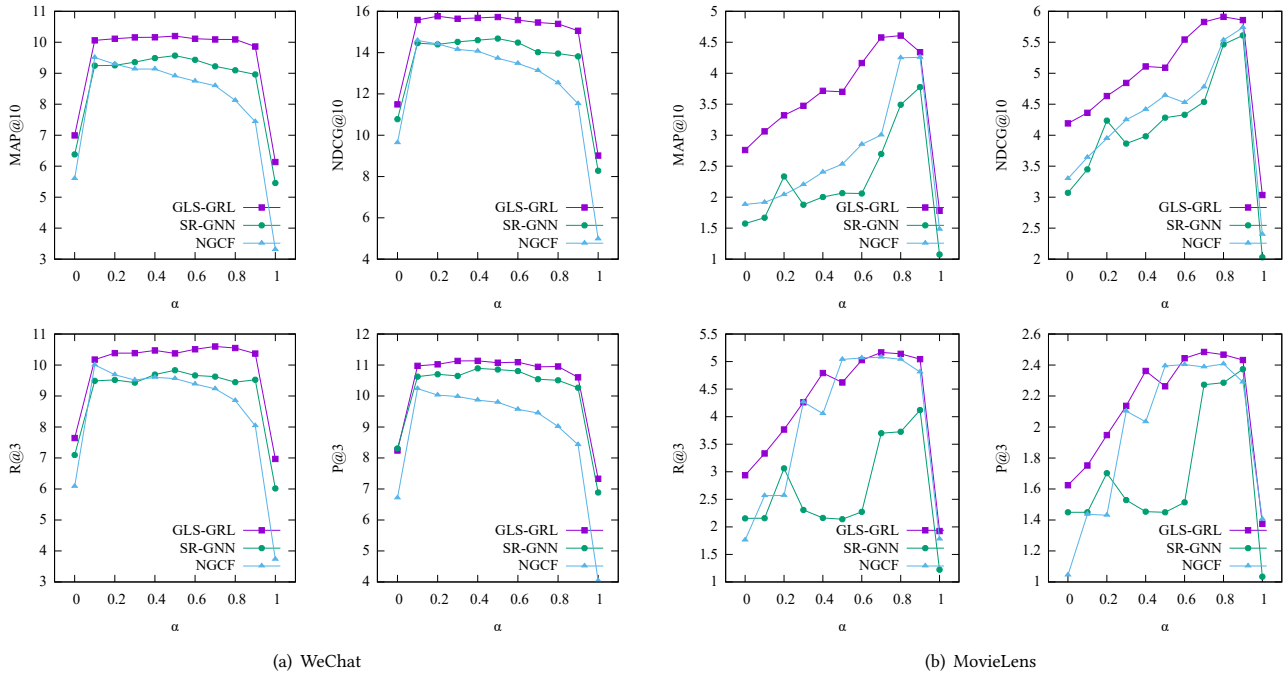 11
10
9
8
7
6
5
4
3
MAP@10
0 0.2 0.4 0.6 0.8 1
α
GLS-GRL
SR-GNN
NGCF
16
14
12
10
8
6
4
NDCG@10
0 0.2 0.4 0.6 0.8 1
α
GLS-GRL
SR-GNN
NGCF
5
4.5
4
3.5
3
2.5
2
1.5
1
MAP@10
0 0.2 0.4 0.6 0.8 1
α
GLS-GRL
SR-GNN
NGCF
6
5.5
5
4.5
4
3.5
3
2.5
2
NDCG@10
0 0.2 0.4 0.6 0.8 1
α
GLS-GRL
SR-GNN
NGCF
11
10
9
8
7
6
5
4
3
R@3
0 0.2 0.4 0.6 0.8 1
α
GLS-GRL
SR-GNN
NGCF
12
11
10
9
8
7
6
5
4
P@3
0 0.2 0.4 0.6 0.8 1
α
GLS-GRL
SR-GNN
NGCF
5.5
5
4.5
4
3.5
3
2.5
2
1.5
1
R@3
0 0.2 0.4 0.6 0.8 1
α
GLS-GRL
SR-GNN
NGCF
2.6
2.4
2.2
2
1.8
1.6
1.4
1.2
1
P@3
0 0.2 0.4 0.6 0.8 1
α
GLS-GRL
SR-GNN
NGCF
(a) WeChat
(b) MovieLens